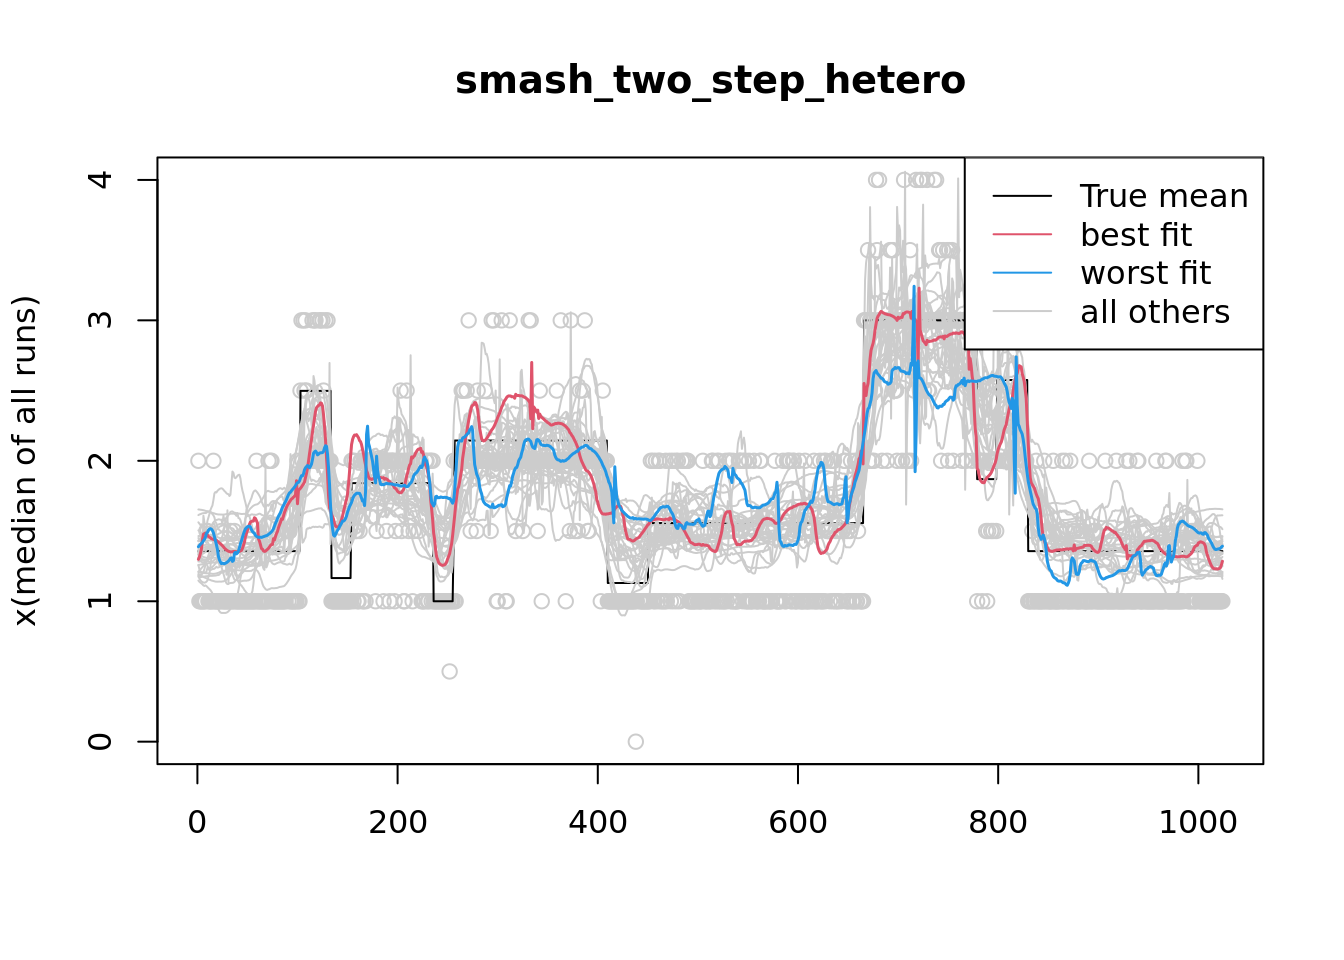 smash_two_step_hetero
x(median of all runs)
4
3
2
1
0
True mean
best fit
worst fit
all others
0
200
400
600
800
1000